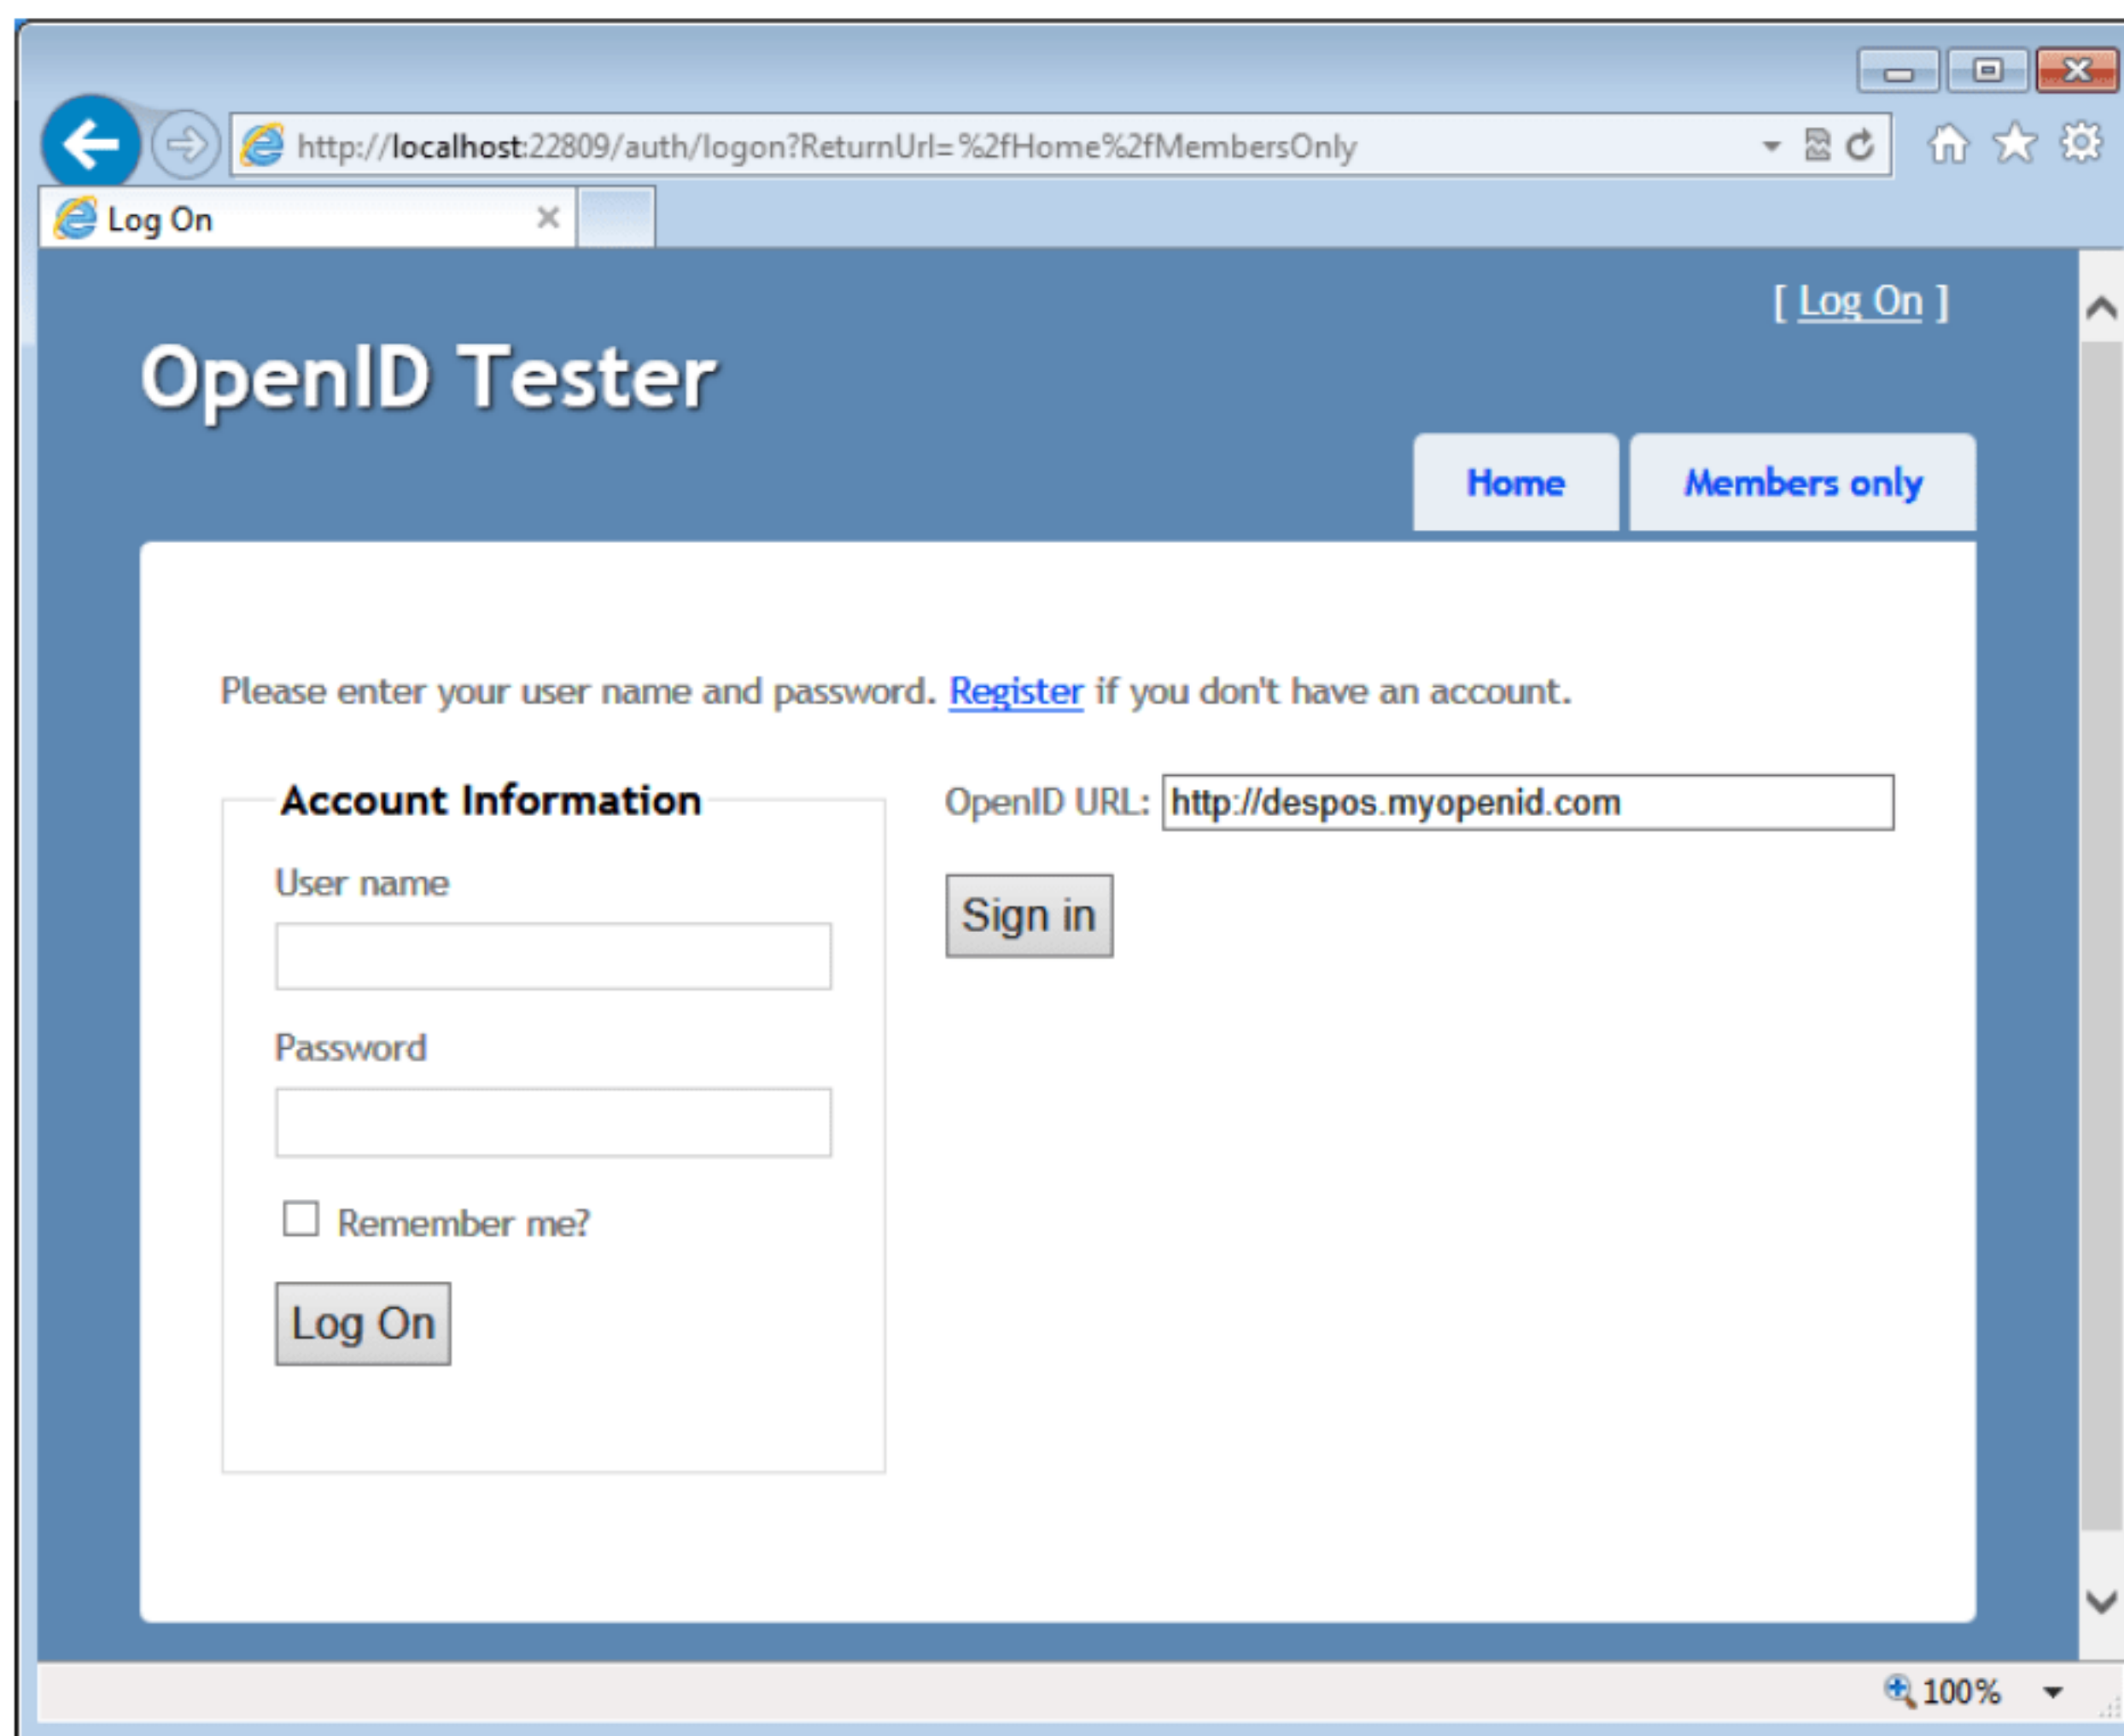 http://localhost:22809/auth/logon?ReturnUrl=%2fHome%2fMembersOnly
Log On
[ Log On ]
OpenID Tester
Home
Members only
Please enter your user name and password. Register if you don't have an account.
Account Information
OpenID URL: http://despos.myopenid.com
User name
Sign in
Password
Remember me?
Log On
100%